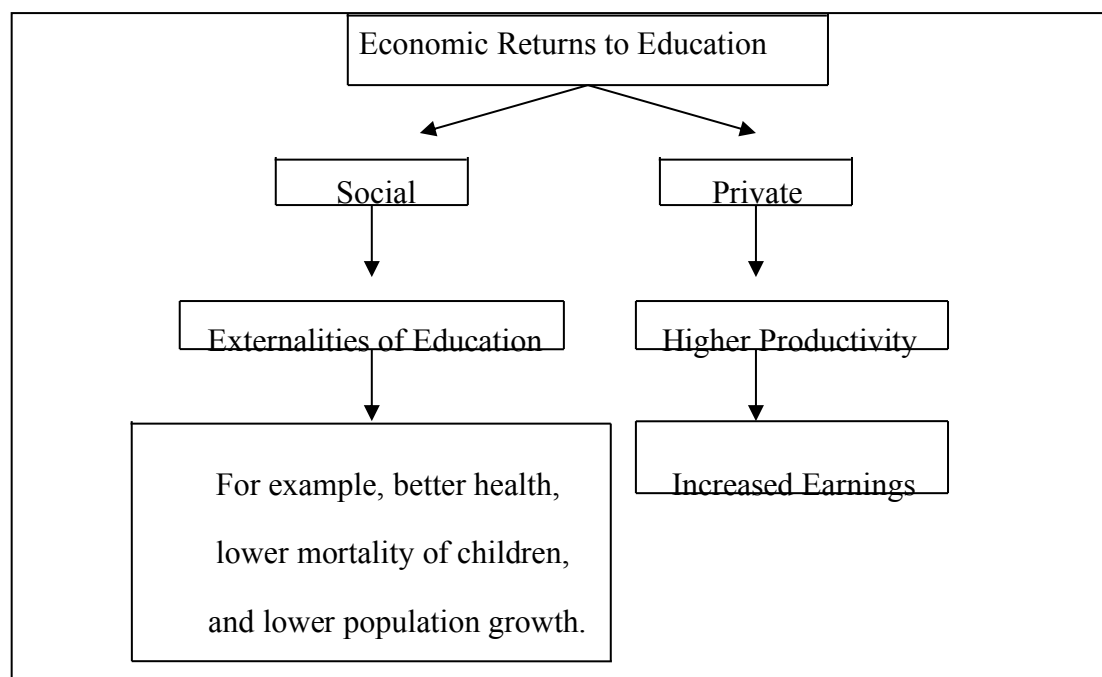 Economic Returns to Education
Social
Private
Externalities of Education
Higher Productivity
For example, better health,
lower mortality of children,
and lower population growth.
Increased Earnings